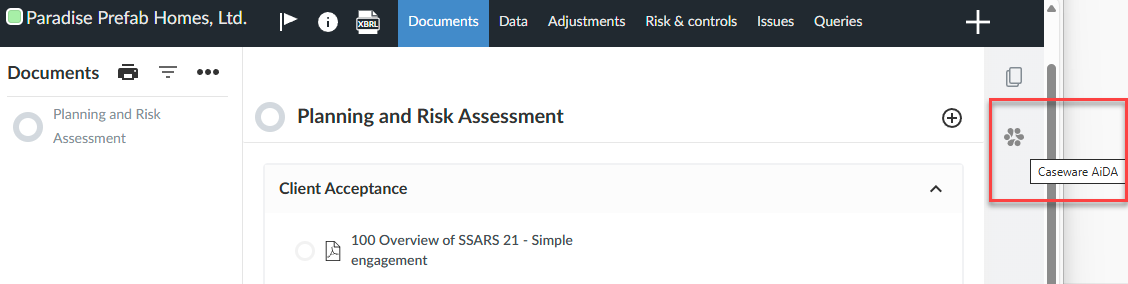 Paradise Prefab Homes, Ltd.
XBRL
Documents Data Adjustments Risk & controls Issues Queries
Documents
Planning and Risk
Assessment
Planning and Risk Assessment
Client Acceptance
100 Overview of SSARS 21 - Simple
engagement
Caseware AiDA